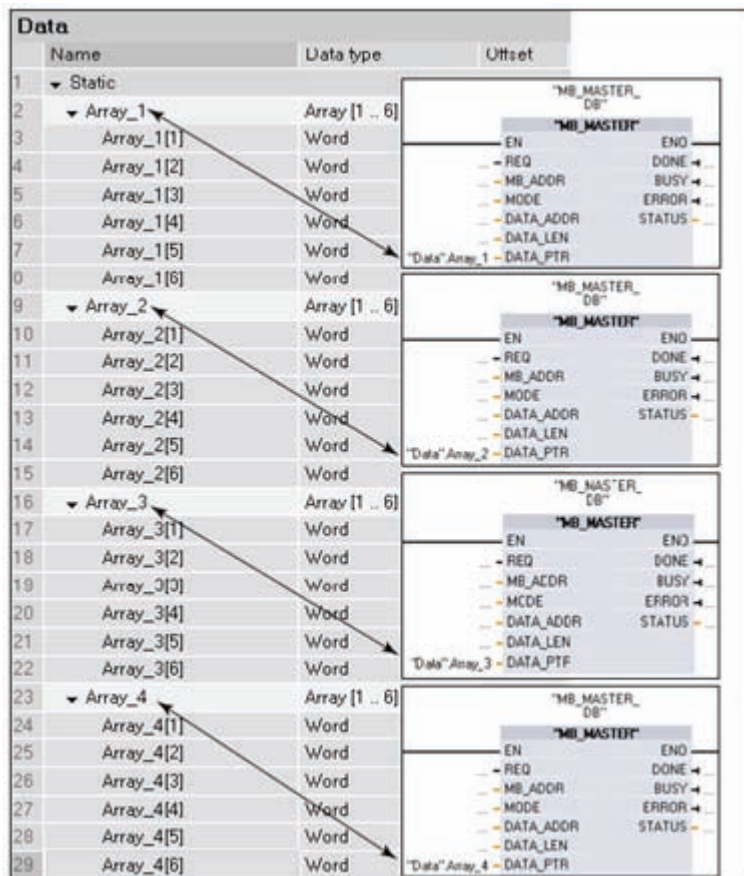 Data
Name Data type Offset
1 Static
2 Array_1 Array [1 .. 6]
3 Array_1[1] Word
4 Array_1[2] Word
5 Array_1[3] Word
6 Array_1[4] Word
7 Array_1[5] Word
0 Array_1[6] Word
9 Array_2 Array [1 .. 6]
10 Array_2[1] Word
11 Array_2[2] Word
12 Array_2[3] Word
13 Array_2[4] Word
14 Array_2[5] Word
15 Array_2[6] Word
16 Array_3 Array [1 .. 6]
17 Array_3[1] Word
18 Array_3[2] Word
19 Array_3[3] Word
20 Array_3[4] Word
21 Array_3[5] Word
22 Array_3[6] Word
23 Array_4 Array [1 .. 6]
24 Array_4[1] Word
25 Array_4[2] Word
26 Array_4[3] Word
27 Array_4[4] Word
28 Array_4[5] Word
29 Array_4[6] Word
"MB_MASTER_
DB"
"MB_MASTER"
EN ENO
REQ DONE
MB_ADDR BUSY
MODE ERROR
DATA_ADDR STATUS
DATA_LEN
"Data".Array_1 DATA_PTR
"MB_MASTER_
DB"
"MB_MASTER"
EN ENO
REQ DONE
MB_ADDR BUSY
MODE ERROR
DATA_ADDR STATUS
DATA_LEN
"Data".Array_2 DATA_PTR
"MB_MASTER_
DB"
"MB_MASTER"
EN ENO
REQ DONE
MB_ADDR BUSY
MODE ERROR
DATA_ADDR STATUS
DATA_LEN
"Data".Array_3 DATA_PTR
"MB_MASTER_
DB"
"MB_MASTER"
EN ENO
REQ DONE
MB_ADDR BUSY
MODE ERROR
DATA_ADDR STATUS
DATA_LEN
"Data".Array_4 DATA_PTR